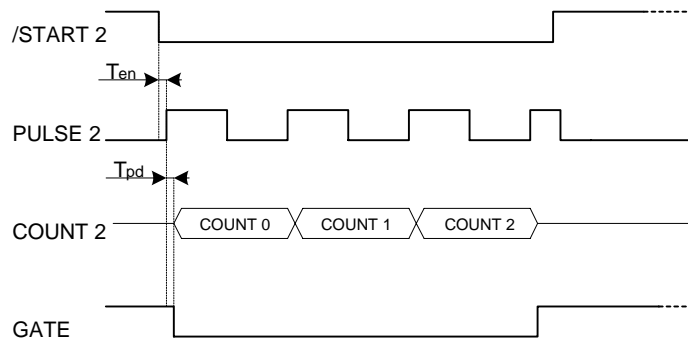 /START 2
Ten
PULSE 2
Tpd
COUNT 2
COUNT 0 COUNT 1 COUNT 2
GATE